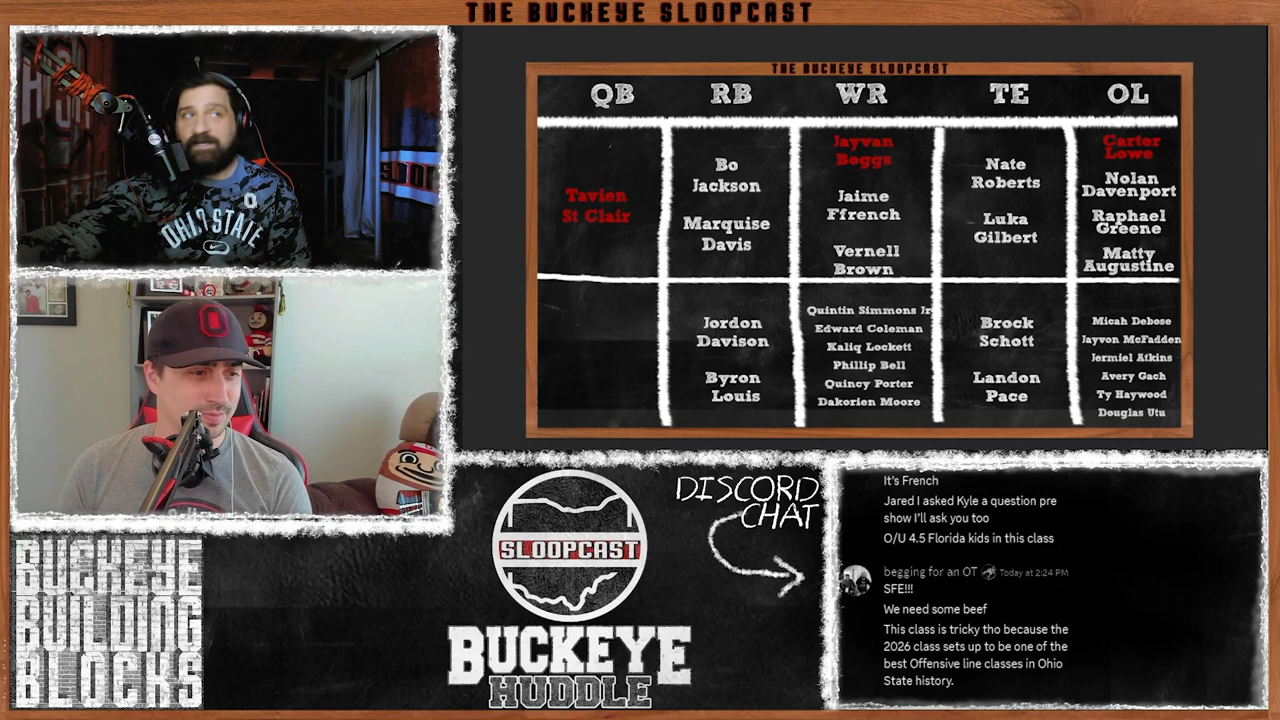 THE BUCKEYE SLOOPCAST
OHIO STATE
THE BUCKEYE SLOOPCAST
QB RB WR TE OL
Tavien
St Clair
Bo
Jackson
Marquise
Davis
Jayvan
Boggs
Jaime
Ffrench
Vernell
Brown
Nate
Roberts
Luka
Gilbert
Carter
Lowe
Nolan
Davenport
Raphael
Greene
Matty
Augustine
Jordon
Davison
Byron
Louis
Quintin Simmons Jr
Edward Coleman
Kaliq Lockett
Phillip Bell
Quincy Porter
Dakorien Moore
Brock
Schott
Landon
Pace
Micah Debose
Jayvon McFadden
Jermiel Atkins
Avery Gach
Ty Haywood
Douglas Utu
BUCKEYE
BUILDING
BLOCKS
SLOOPCAST
BUCKEYE
HUDDLE
DISCORD
CHAT
It's French
Jared I asked Kyle a question pre
show I'll ask you too
O/U 4.5 Florida kids in this class
begging for an OT Today at 2:24 PM
SFE!!!
We need some beef
This class is tricky tho because the
2026 class sets up to be one of the
best Offensive line classes in Ohio
State history.